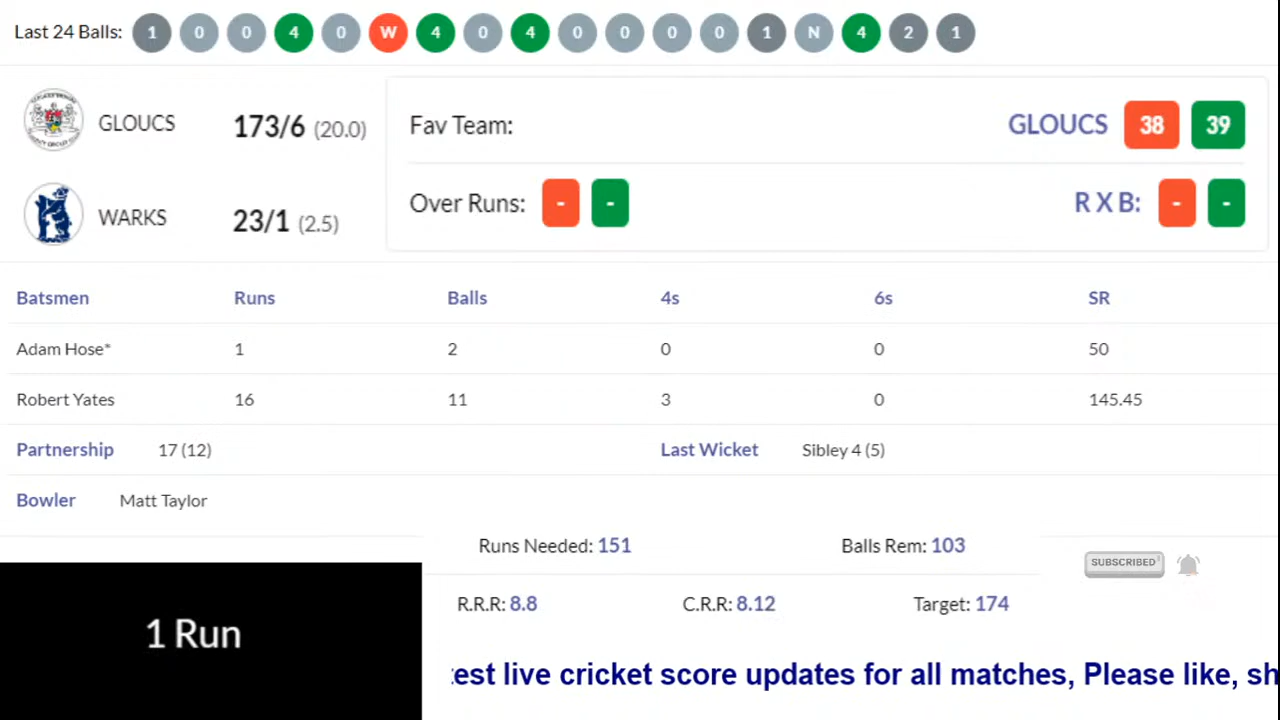 Last 24 Balls: 1 0 0 4 0 W 4 0 4 0 0 0 0 1 N 4 2 1
GLOUCS 173/6 (20.0)
WARKS 23/1 (2.5)
Fav Team: GLOUCS 38 39
Over Runs: - - R X B: - -
Batsmen Runs Balls 4s 6s SR
Adam Hose* 1 2 0 0 50
Robert Yates 16 11 3 0 145.45
Partnership 17 (12) Last Wicket Sibley 4 (5)
Bowler Matt Taylor
Runs Needed: 151 Balls Rem: 103
SUBSCRIBED
R.R.R: 8.8 C.R.R: 8.12 Target: 174
1 Run
test live cricket score updates for all matches, Please like, sh